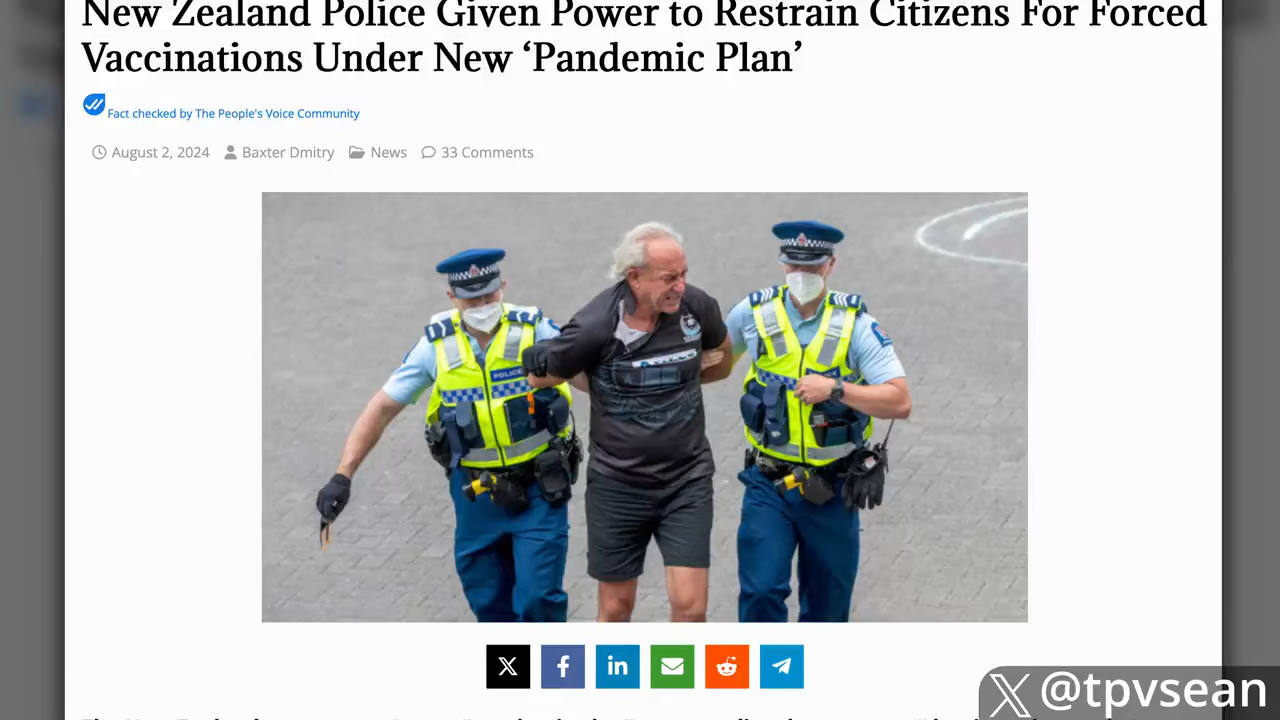 New Zealand Police Given Power to Restrain Citizens For Forced
Vaccinations Under New ‘Pandemic Plan’
Fact checked by The People's Voice Community
August 2, 2024 Baxter Dmitry News 33 Comments
POLICE
@tpvsean